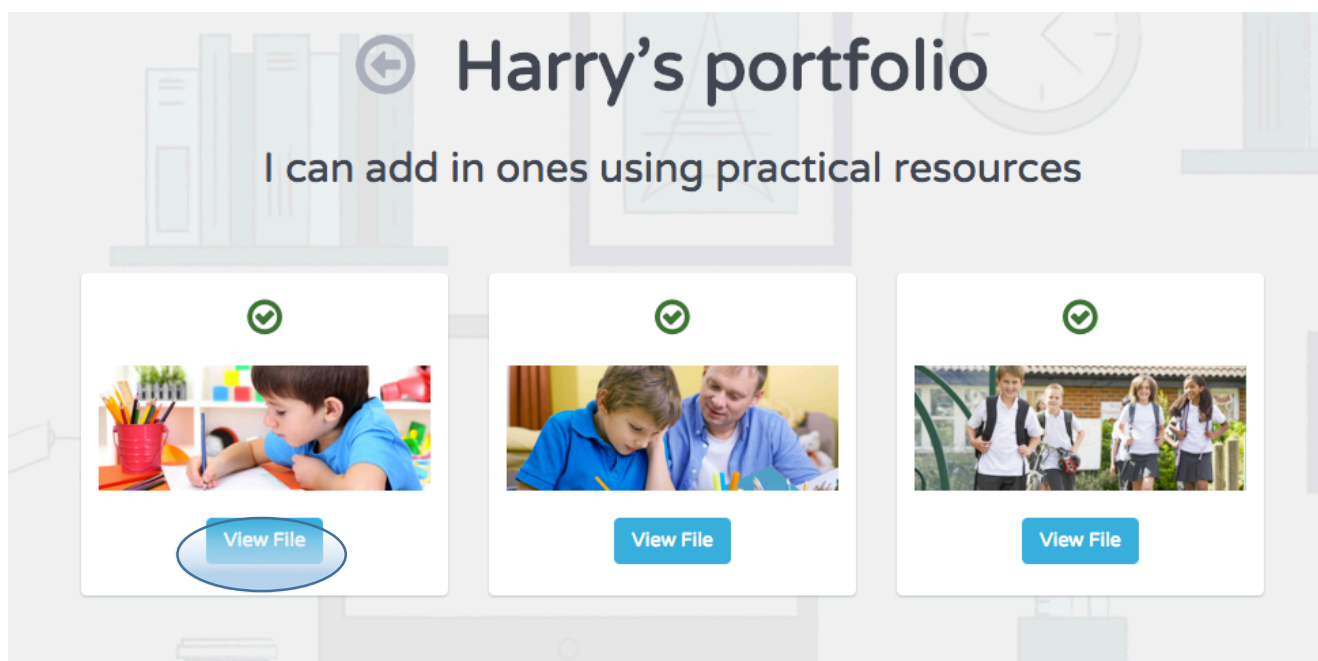 Harry's portfolio
I can add in ones using practical resources
View File
View File
View File